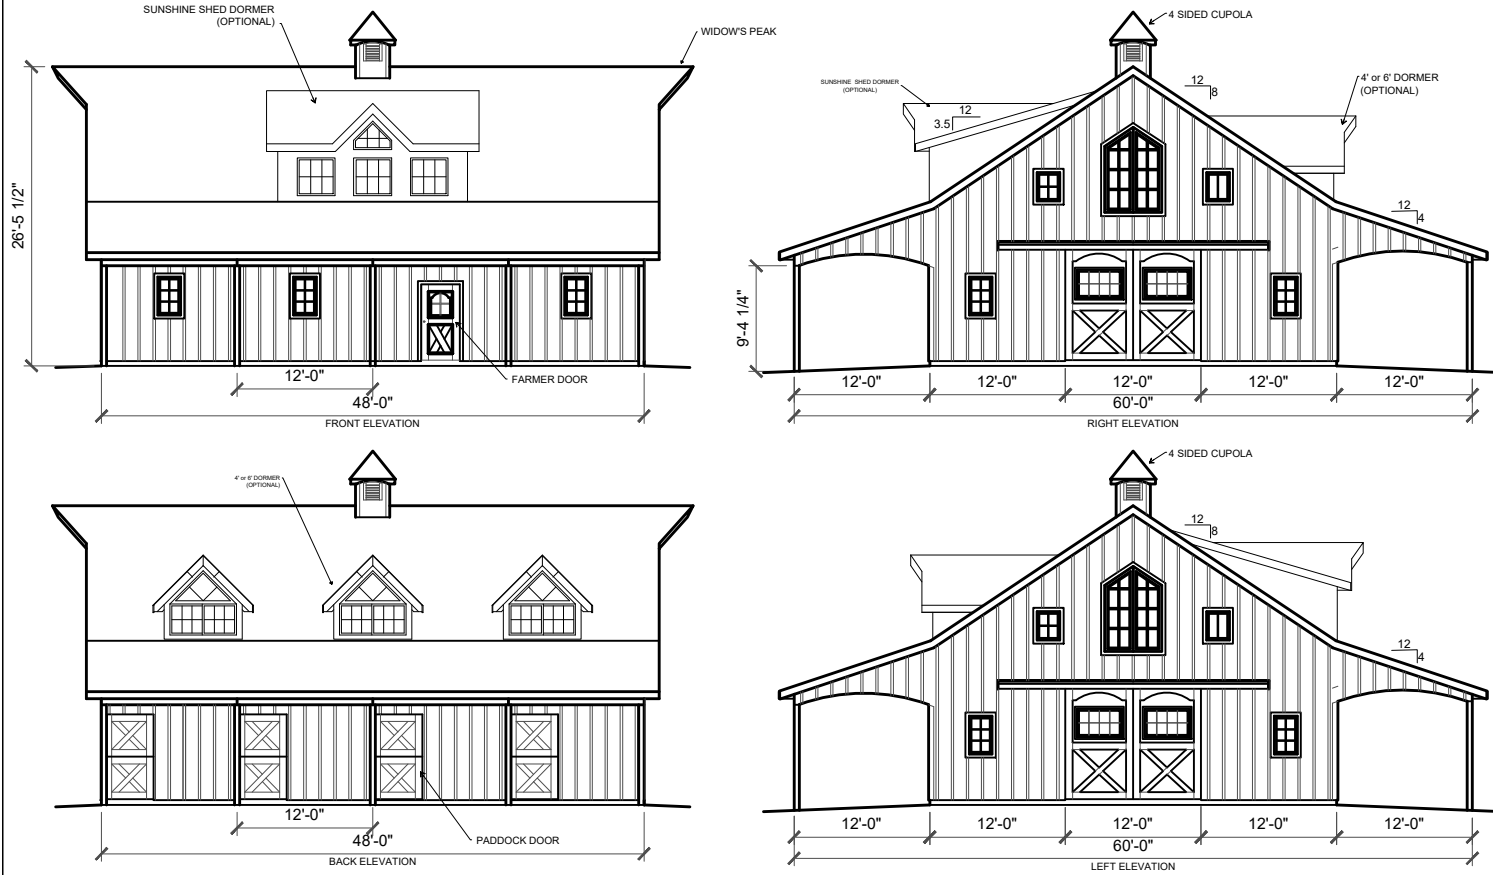 SUNSHINE SHED DORMER
(OPTIONAL)
WIDOW'S PEAK
26'-5 1/2"
12'-0"
FARMER DOOR
48'-0"
FRONT ELEVATION
4 SIDED CUPOLA
SUNSHINE SHED DORMER
(OPTIONAL)
12
3.5
12
8
4' or 6' DORMER
(OPTIONAL)
12
4
9'-4 1/4"
12'-0" 12'-0" 12'-0" 12'-0" 12'-0"
60'-0"
RIGHT ELEVATION
4' or 6' DORMER
(OPTIONAL)
12'-0"
48'-0"
PADDOCK DOOR
BACK ELEVATION
4 SIDED CUPOLA
12
8
12
4
12'-0" 12'-0" 12'-0" 12'-0" 12'-0"
60'-0"
LEFT ELEVATION